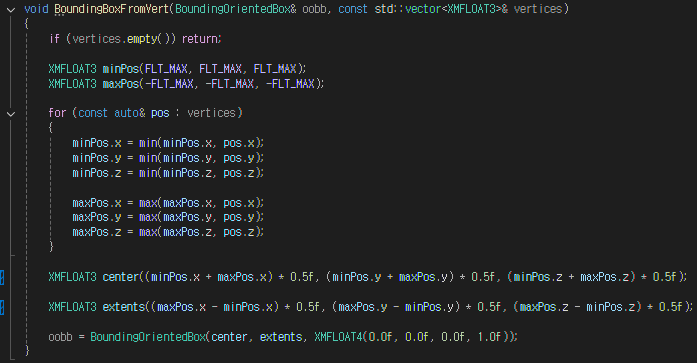 void BoundingBoxFromVert(BoundingOrientedBox& oobb, const std::vector<XMFLOAT3>& vertices)
{
if (vertices.empty()) return;
XMFLOAT3 minPos(FLT_MAX, FLT_MAX, FLT_MAX);
XMFLOAT3 maxPos(-FLT_MAX, -FLT_MAX, -FLT_MAX);
for (const auto& pos : vertices)
{
minPos.x = min(minPos.x, pos.x);
minPos.y = min(minPos.y, pos.y);
minPos.z = min(minPos.z, pos.z);
maxPos.x = max(maxPos.x, pos.x);
maxPos.y = max(maxPos.y, pos.y);
maxPos.z = max(maxPos.z, pos.z);
}
XMFLOAT3 center((minPos.x + maxPos.x) * 0.5f, (minPos.y + maxPos.y) * 0.5f, (minPos.z + maxPos.z) * 0.5f);
XMFLOAT3 extents((maxPos.x - minPos.x) * 0.5f, (maxPos.y - minPos.y) * 0.5f, (maxPos.z - minPos.z) * 0.5f);
oobb = BoundingOrientedBox(center, extents, XMFLOAT4(0.0f, 0.0f, 0.0f, 1.0f));
}